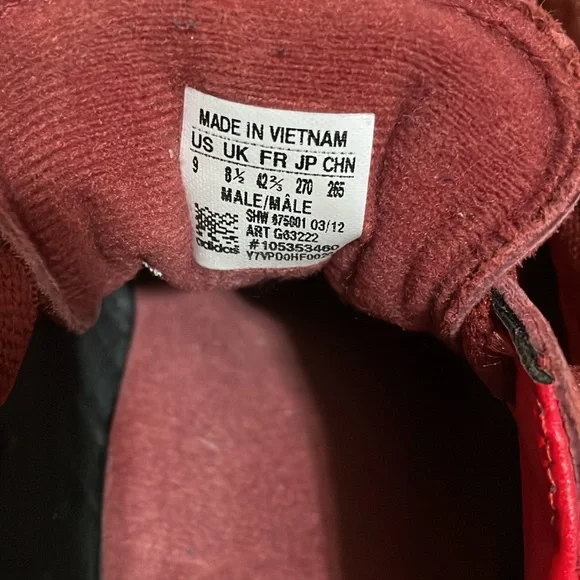 MADE IN VIETNAM
US UK FR JP CHN
9 8½ 42⅔ 270 265
MALE/MÂLE
SHW 675001 03/12
ART G63222
#105353460
adidas